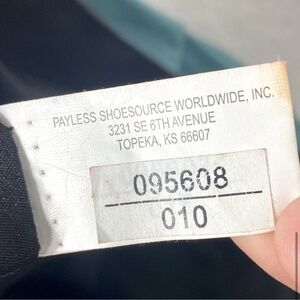 PAYLESS SHOESOURCE WORLDWIDE, INC.
3231 SE 6TH AVENUE
TOPEKA, KS 66607
095608
010